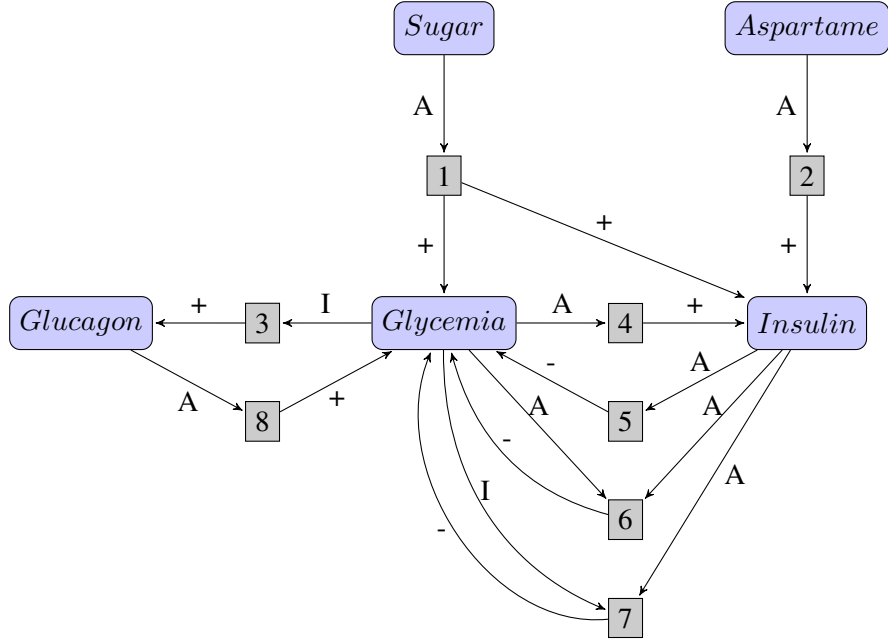 Sugar Aspartame
A A
1 2
+
+ +
Glucagon + 3 I Glycemia A 4 + Insulin
- A
A + 8 5
A A
- 6
I A
-
7